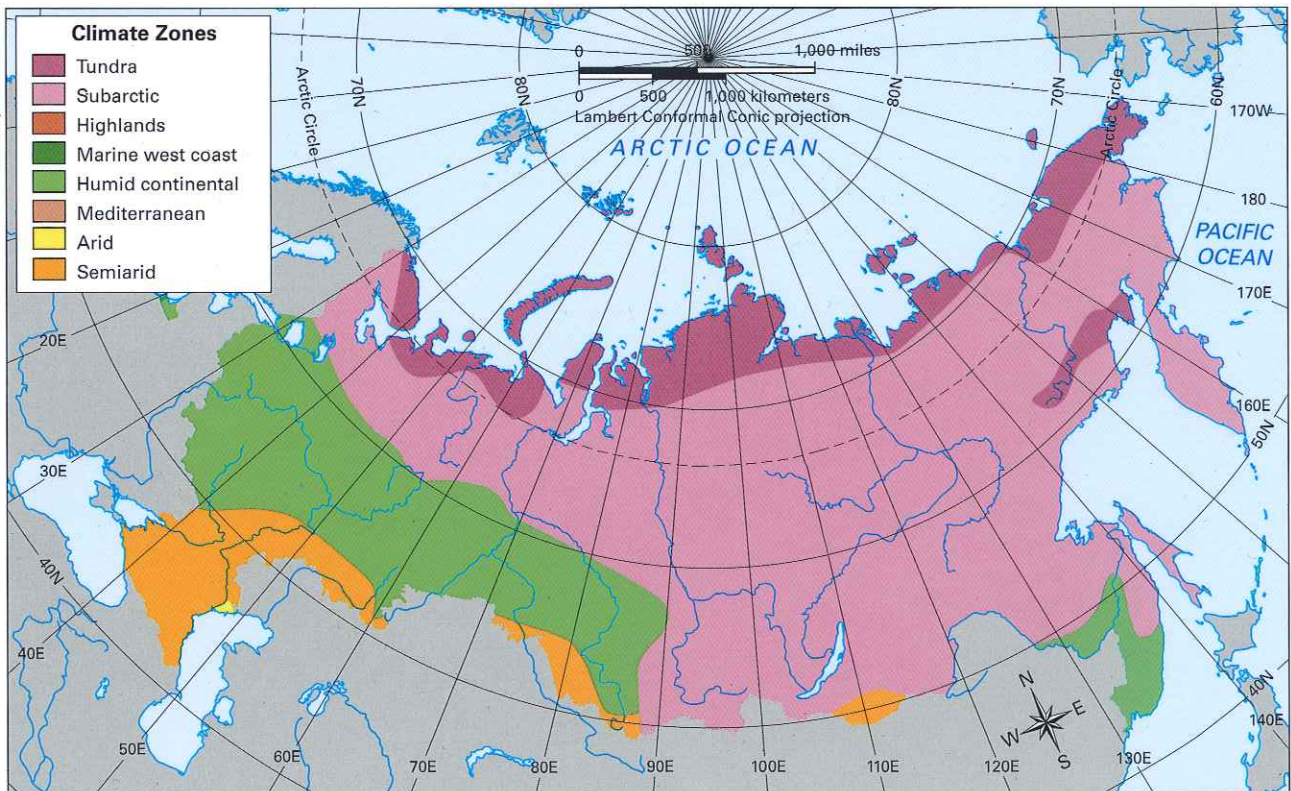 Climate Zones
Tundra
Subarctic
Highlands
Marine west coast
Humid continental
Mediterranean
Arid
Semiarid
0 500 1,000 miles
0 500 1,000 kilometers
Lambert Conformal Conic projection
ARCTIC OCEAN
Arctic Circle
70N
80N
80N
70N
Arctic Circle
60N
170W
180
PACIFIC
OCEAN
170E
160E
50N
20E
30E
40N
40E
50E
60E
70E
80E
90E
100E
110E
120E
130E
140E
40N
N
W
E
S